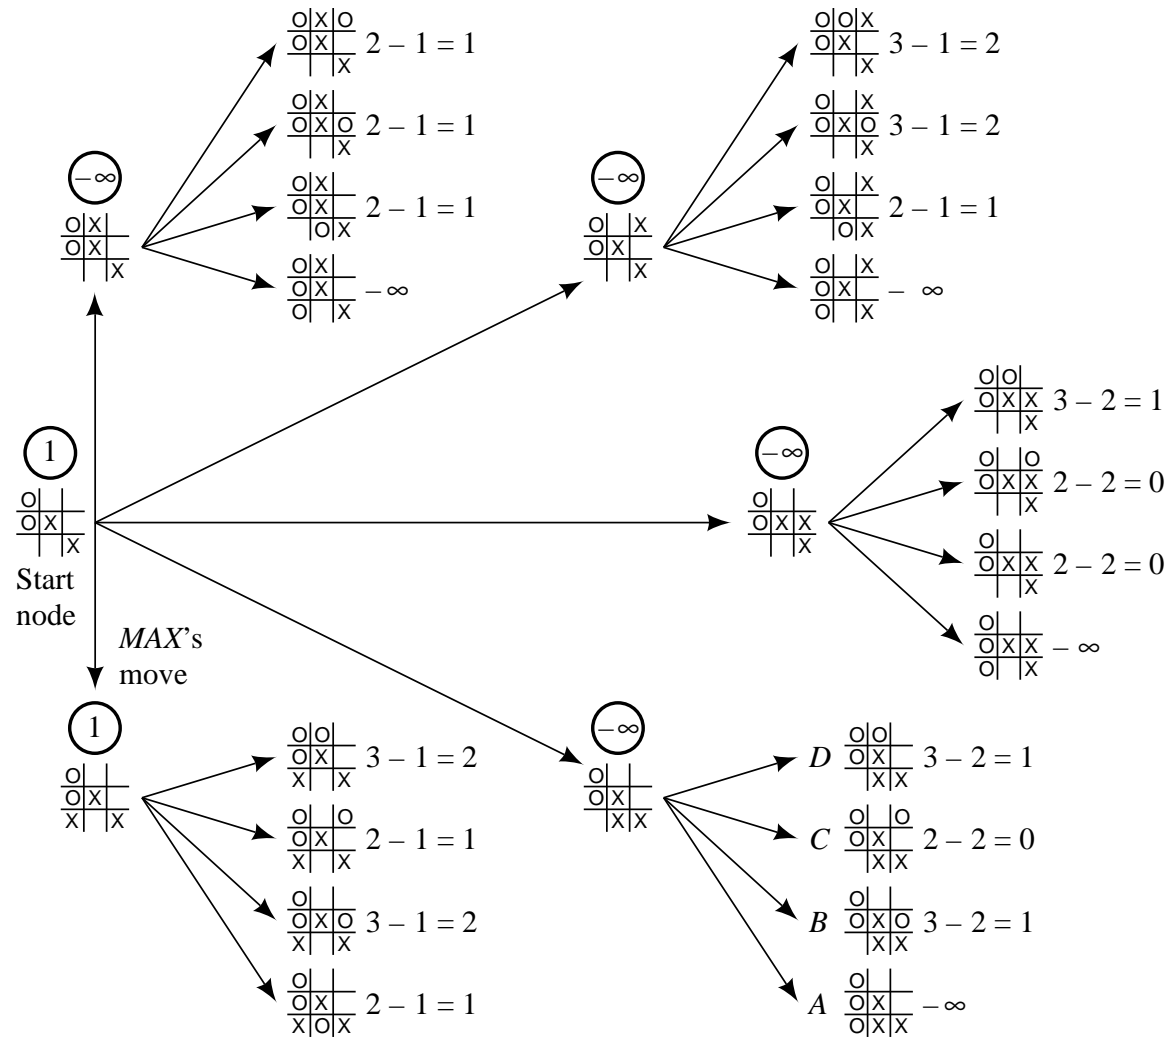 O X O
O X 2 – 1 = 1
X
O X
O X O 2 – 1 = 1
X
O X
O X 2 – 1 = 1
O X
O X
O X – ∞
O X
– ∞
O X
O X
X
O O X
O X 3 – 1 = 2
X
O X
O X O 3 – 1 = 2
X
O X
O X 2 – 1 = 1
O X
O X
O X – ∞
O X
– ∞
O X
O X
X
1
O
O X
X
Start
node
MAX's
move
– ∞
O
O X X
X
O O
O X X 3 – 2 = 1
X
O O
O X X 2 – 2 = 0
X
O
O X X 2 – 2 = 0
X
O
O X X – ∞
O X
1
O
O X
X X
O O
O X 3 – 1 = 2
X X
O O
O X 2 – 1 = 1
X X
O
O X O 3 – 1 = 2
X X
O
O X 2 – 1 = 1
X O X
– ∞
O
O X
X X
O O
D O X 3 – 2 = 1
X X
O O
C O X 2 – 2 = 0
X X
O
B O X O 3 – 2 = 1
X X
O
A O X – ∞
O X X